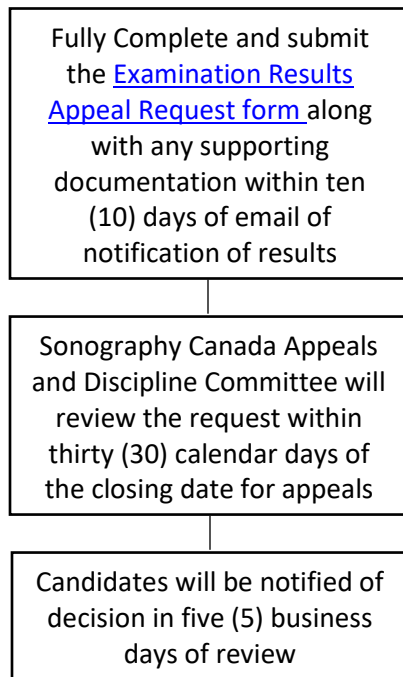 Fully Complete and submit
the Examination Results
Appeal Request form along
with any supporting
documentation within ten
(10) days of email of
notification of results
Sonography Canada Appeals
and Discipline Committee will
review the request within
thirty (30) calendar days of
the closing date for appeals
Candidates will be notified of
decision in five (5) business
days of review